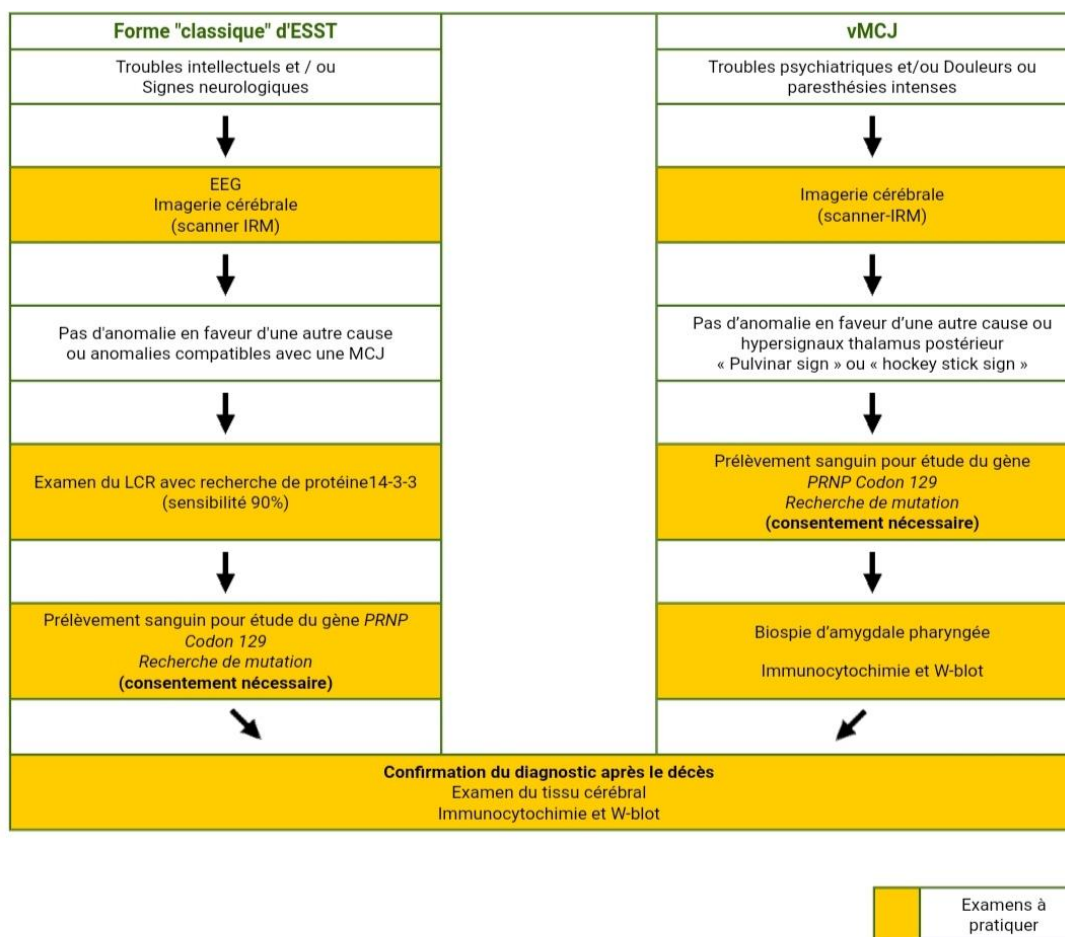 Forme "classique" d'ESST
Troubles intellectuels et / ou
Signes neurologiques
EEG
Imagerie cérébrale
(scanner IRM)
Pas d'anomalie en faveur d'une autre cause
ou anomalies compatibles avec une MCJ
Examen du LCR avec recherche de protéine14-3-3
(sensibilité 90%)
Prélèvement sanguin pour étude du gène PRNP
Codon 129
Recherche de mutation
(consentement nécessaire)
vMCJ
Troubles psychiatriques et/ou Douleurs ou
paresthésies intenses
Imagerie cérébrale
(scanner-IRM)
Pas d’anomalie en faveur d’une autre cause ou
hypersignaux thalamus postérieur
« Pulvinar sign » ou « hockey stick sign »
Prélèvement sanguin pour étude du gène
PRNP Codon 129
Recherche de mutation
(consentement nécessaire)
Biospie d’amygdale pharyngée
Immunocytochimie et W-blot
Confirmation du diagnostic après le décès
Examen du tissu cérébral
Immunocytochimie et W-blot
Examens à
pratiquer